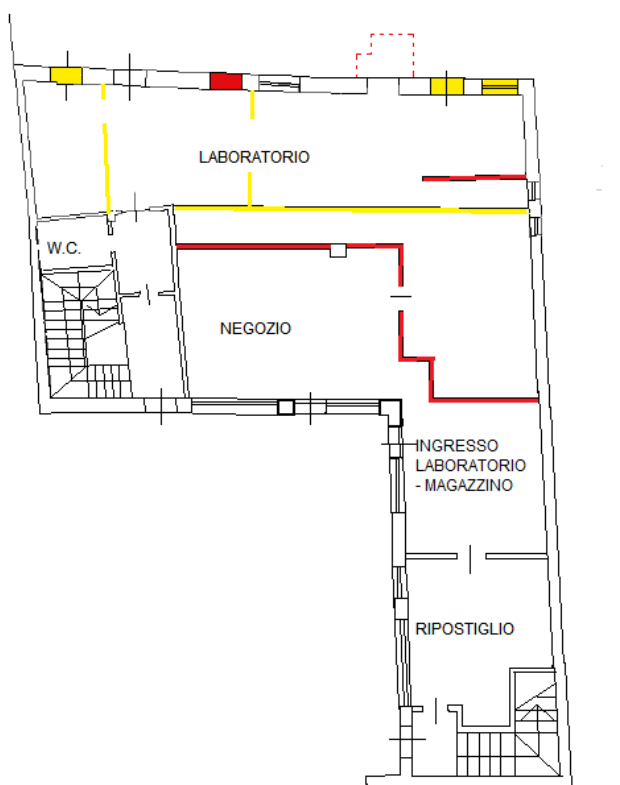 LABORATORIO
W.C.
NEGOZIO
INGRESSO
LABORATORIO
- MAGAZZINO
RIPOSTIGLIO